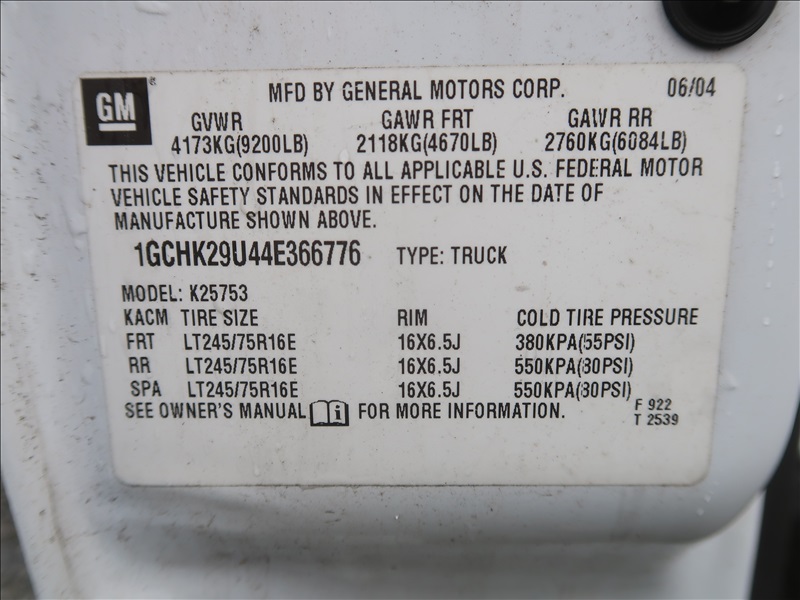 GM® MFD BY GENERAL MOTORS CORP. 06/04
GVWR GAWR FRT GAWR RR
4173KG(9200LB) 2118KG(4670LB) 2760KG(6084LB)
THIS VEHICLE CONFORMS TO ALL APPLICABLE U.S. FEDERAL MOTOR
VEHICLE SAFETY STANDARDS IN EFFECT ON THE DATE OF
MANUFACTURE SHOWN ABOVE.
1GCHK29U44E366776 TYPE: TRUCK
MODEL: K25753
KACM TIRE SIZE RIM COLD TIRE PRESSURE
FRT LT245/75R16E 16X6.5J 380KPA(55PSI)
RR LT245/75R16E 16X6.5J 550KPA(80PSI)
SPA LT245/75R16E 16X6.5J 550KPA(80PSI)
SEE OWNER'S MANUAL i FOR MORE INFORMATION.
F 922
T 2539